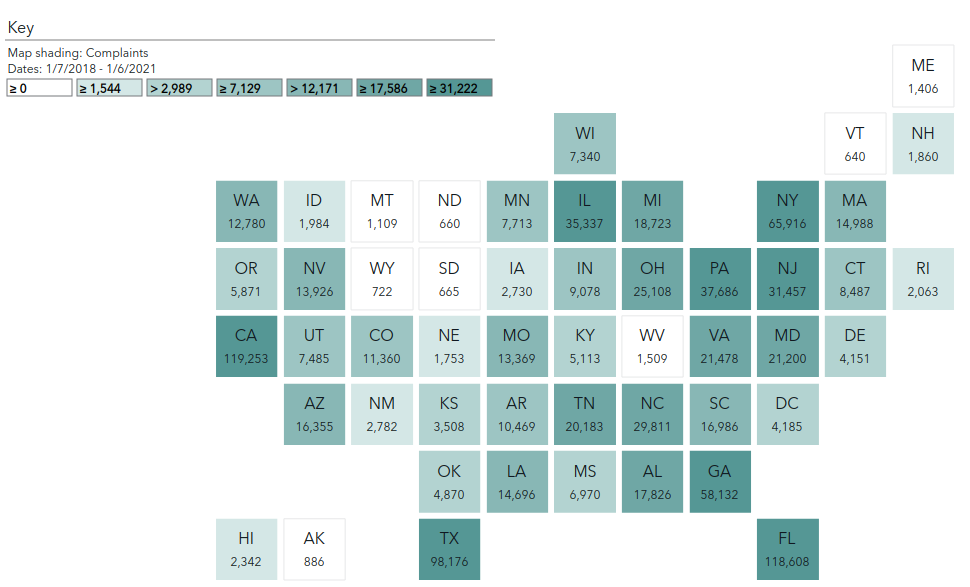 Key
Map shading: Complaints
Dates: 1/7/2018 - 1/6/2021
≥ 0 ≥ 1,544 > 2,989 ≥ 7,129 > 12,171 ≥ 17,586 ≥ 31,222
ME
1,406
WI VT NH
7,340 640 1,860
WA ID MT ND MN IL MI NY MA
12,780 1,984 1,109 660 7,713 35,337 18,723 65,916 14,988
OR NV WY SD IA IN OH PA NJ CT RI
5,871 13,926 722 665 2,730 9,078 25,108 37,686 31,457 8,487 2,063
CA UT CO NE MO KY WV VA MD DE
119,253 7,485 11,360 1,753 13,369 5,113 1,509 21,478 21,200 4,151
AZ NM KS AR TN NC SC DC
16,355 2,782 3,508 10,469 20,183 29,811 16,986 4,185
OK LA MS AL GA
4,870 14,696 6,970 17,826 58,132
HI AK TX FL
2,342 886 98,176 118,608